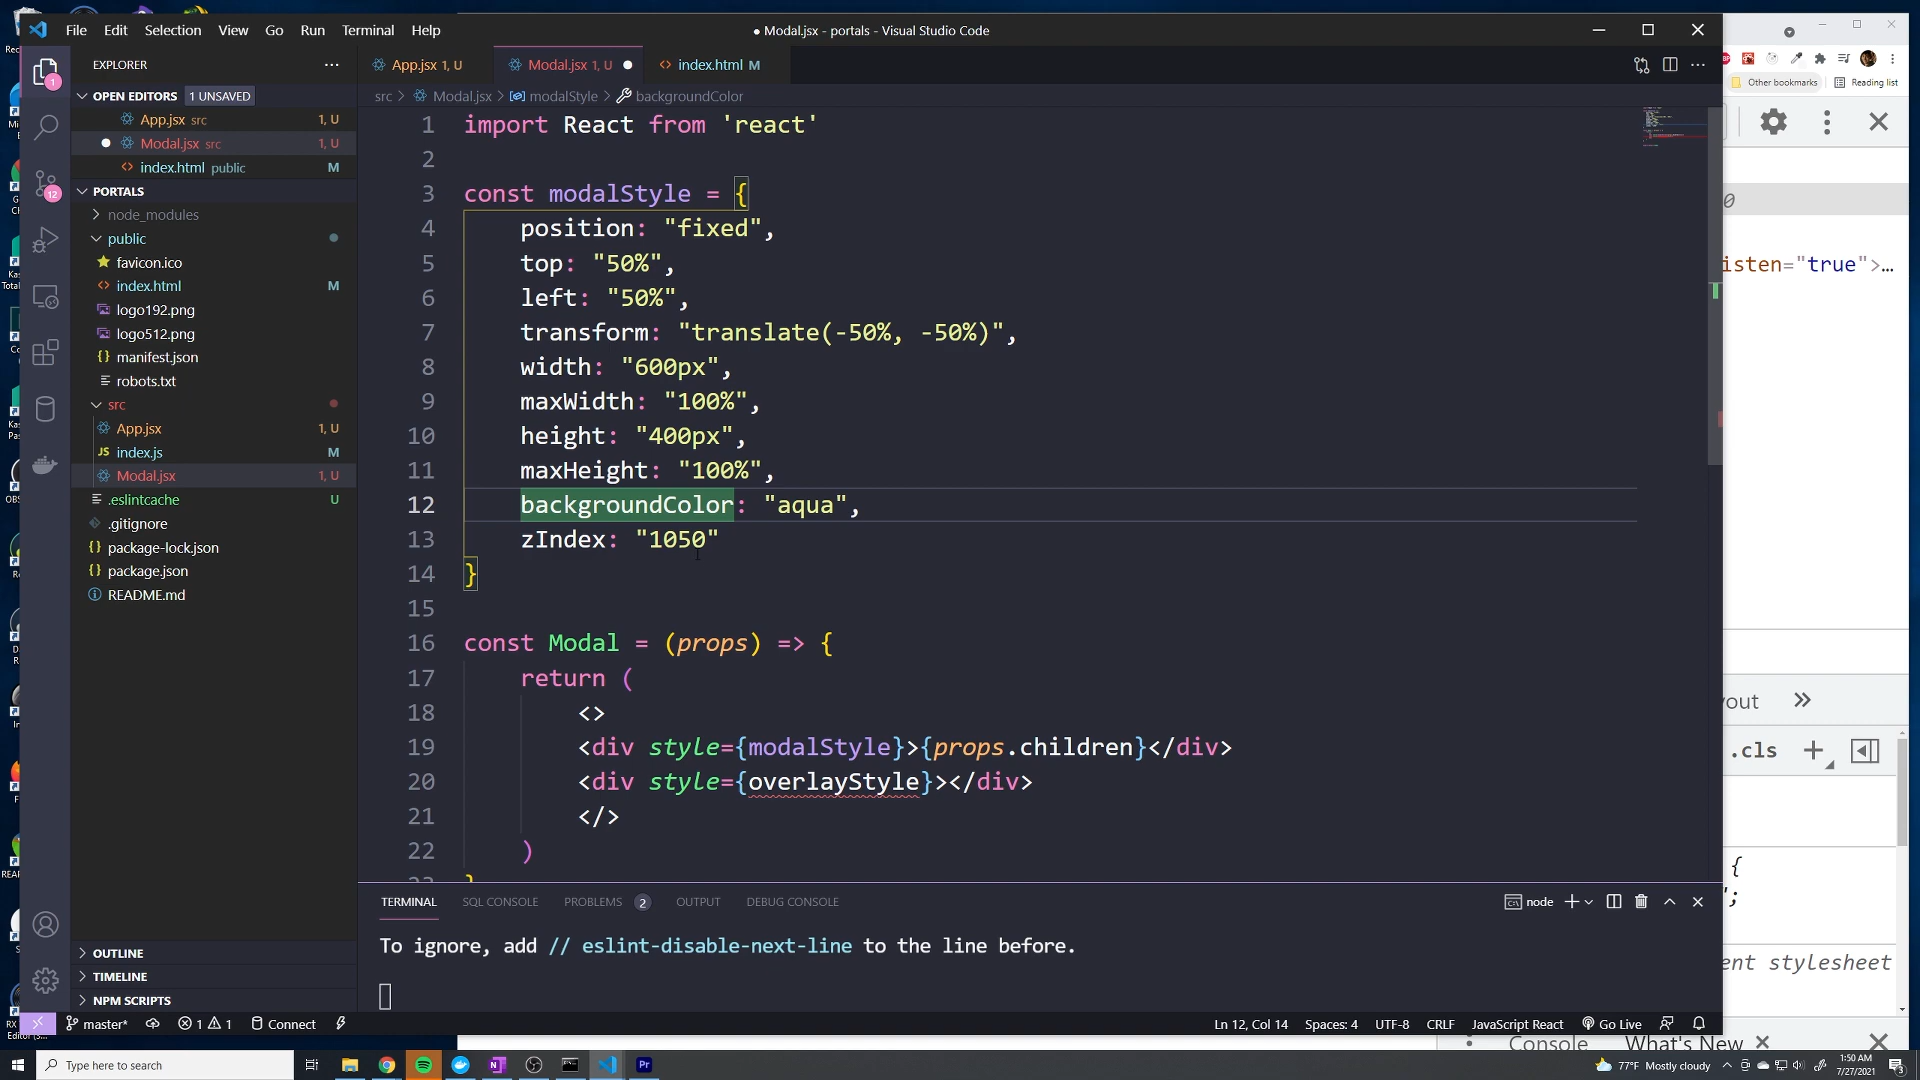 File Edit Selection View Go Run Terminal Help
● Modal.jsx - portals - Visual Studio Code
EXPLORER
OPEN EDITORS 1 UNSAVED
App.jsx src 1, U
Modal.jsx src 1, U
index.html public M
PORTALS
node_modules
public
favicon.ico
index.html M
logo192.png
logo512.png
manifest.json
robots.txt
src
App.jsx 1, U
JS index.js M
Modal.jsx 1, U
.eslintcache U
.gitignore
package-lock.json
package.json
README.md
OUTLINE
TIMELINE
NPM SCRIPTS
App.jsx 1, U
Modal.jsx 1, U ●
index.html M
src > Modal.jsx > modalStyle > backgroundColor
1 import React from 'react'
2
3 const modalStyle = {
4 position: "fixed",
5 top: "50%",
6 left: "50%",
7 transform: "translate(-50%, -50%)",
8 width: "600px",
9 maxWidth: "100%",
10 height: "400px",
11 maxHeight: "100%",
12 backgroundColor: "aqua",
13 zIndex: "1050"
14 }
15
16 const Modal = (props) => {
17 return (
18 <>
19 <div style={modalStyle}>{props.children}</div>
20 <div style={overlayStyle}></div>
21 </>
22 )
TERMINAL SQL CONSOLE PROBLEMS 2 OUTPUT DEBUG CONSOLE
node
To ignore, add // eslint-disable-next-line to the line before.
master* 1 1 Connect
Ln 12, Col 14 Spaces: 4 UTF-8 CRLF JavaScript React Go Live
Other bookmarks Reading list
isten="true">…
.cls
{
";
ent stylesheet
Console What's New
1
12
Type here to search
Pr
77°F Mostly cloudy
1:50 AM
7/27/2021